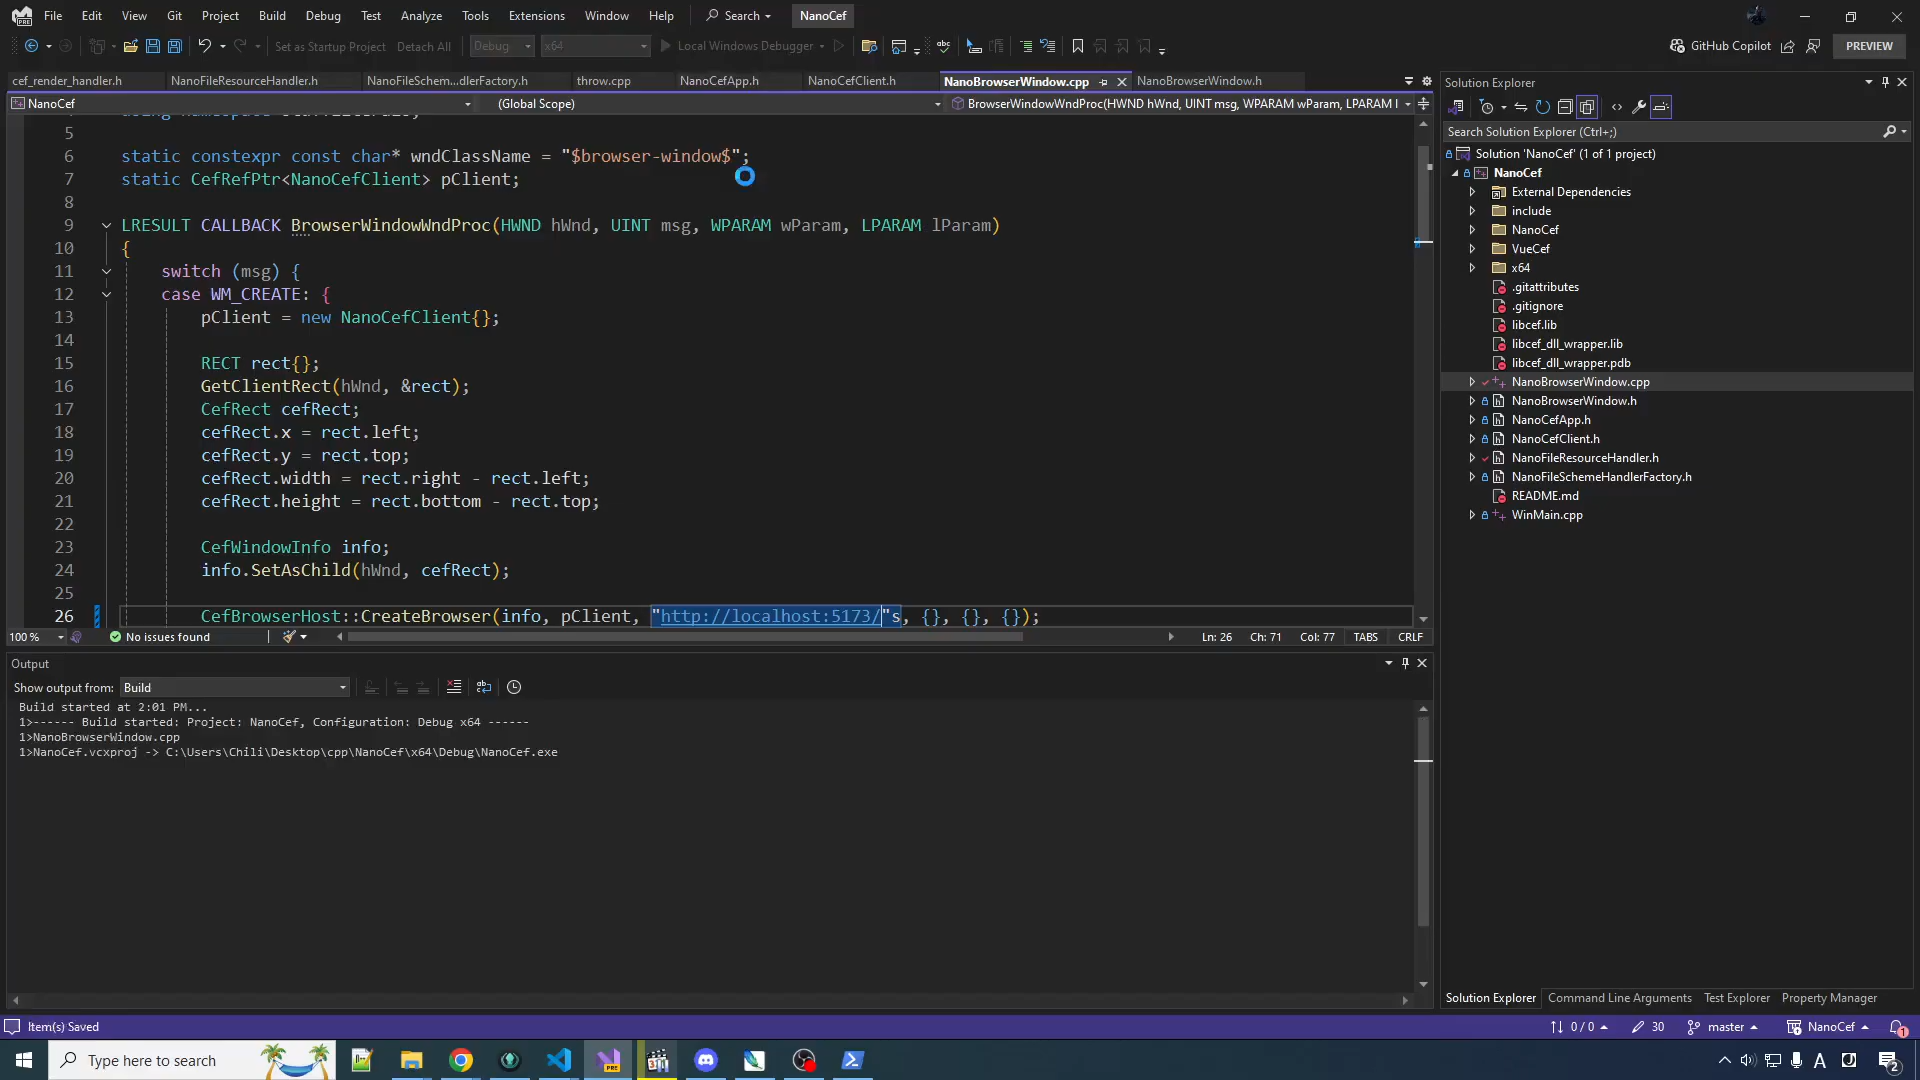 File Edit View Git Project Build Debug Test Analyze Tools Extensions Window Help Search NanoCef
Set as Startup Project Detach All Debug x64 Local Windows Debugger GitHub Copilot PREVIEW
cef_render_handler.h NanoFileResourceHandler.h NanoFileSchem...dlerFactory.h throw.cpp NanoCefApp.h NanoCefClient.h NanoBrowserWindow.cpp NanoBrowserWindow.h
NanoCef (Global Scope) BrowserWindowWndProc(HWND hWnd, UINT msg, WPARAM wParam, LPARAM l
5
6 static constexpr const char* wndClassName = "$browser-window$";
7 static CefRefPtr<NanoCefClient> pClient;
8
9 LRESULT CALLBACK BrowserWindowWndProc(HWND hWnd, UINT msg, WPARAM wParam, LPARAM lParam)
10 {
11 switch (msg) {
12 case WM_CREATE: {
13 pClient = new NanoCefClient{};
14
15 RECT rect{};
16 GetClientRect(hWnd, &rect);
17 CefRect cefRect;
18 cefRect.x = rect.left;
19 cefRect.y = rect.top;
20 cefRect.width = rect.right - rect.left;
21 cefRect.height = rect.bottom - rect.top;
22
23 CefWindowInfo info;
24 info.SetAsChild(hWnd, cefRect);
25
26 CefBrowserHost::CreateBrowser(info, pClient, "http://localhost:5173/"s, {}, {}, {});
100 % No issues found Ln: 26 Ch: 71 Col: 77 TABS CRLF
Output
Show output from: Build
Build started at 2:01 PM...
1>------ Build started: Project: NanoCef, Configuration: Debug x64 ------
1>NanoBrowserWindow.cpp
1>NanoCef.vcxproj -> C:\Users\Chili\Desktop\cpp\NanoCef\x64\Debug\NanoCef.exe
Solution Explorer
Search Solution Explorer (Ctrl+;)
Solution 'NanoCef' (1 of 1 project)
NanoCef
External Dependencies
include
NanoCef
VueCef
x64
.gitattributes
.gitignore
libcef.lib
libcef_dll_wrapper.lib
libcef_dll_wrapper.pdb
NanoBrowserWindow.cpp
NanoBrowserWindow.h
NanoCefApp.h
NanoCefClient.h
NanoFileResourceHandler.h
NanoFileSchemeHandlerFactory.h
README.md
WinMain.cpp
Solution Explorer Command Line Arguments Test Explorer Property Manager
Item(s) Saved 0 / 0 30 master NanoCef 1
Type here to search A 2